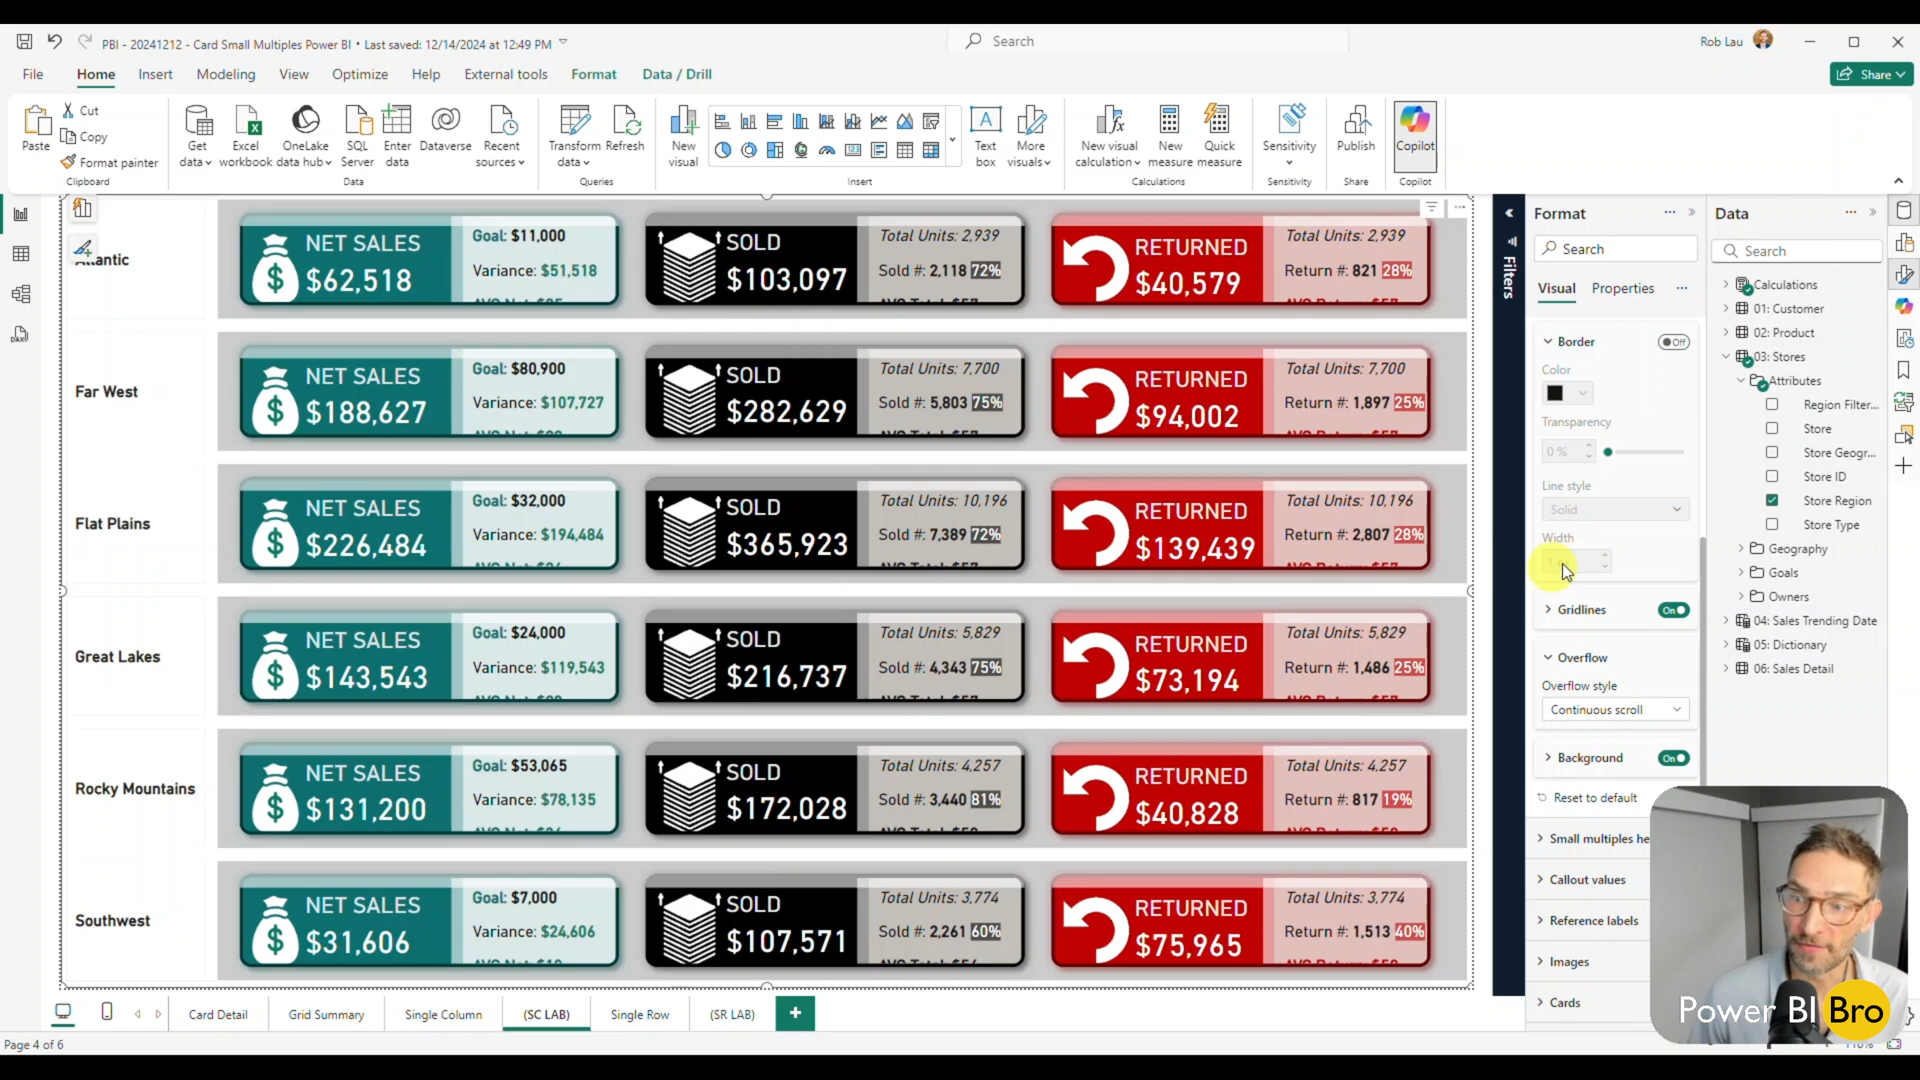 PBI - 20241212 - Card Small Multiples Power BI • Last saved: 12/14/2024 at 12:49 PM
Search
Rob Lau
File Home Insert Modeling View Optimize Help External tools Format Data / Drill
Share
Paste
Cut
Copy
Format painter
Clipboard
Get data
Excel workbook
OneLake data hub
SQL Server
Enter data
Dataverse
Recent sources
Data
Transform data
Refresh
Queries
New visual
Insert
Text box
More visuals
New visual calculation
New measure
Quick measure
Calculations
Sensitivity
Sensitivity
Publish
Share
Copilot
Copilot
Atlantic
NET SALES
$62,518
Goal: $11,000
Variance: $51,518
SOLD
$103,097
Total Units: 2,939
Sold #: 2,118 72%
RETURNED
$40,579
Total Units: 2,939
Return #: 821 28%
Far West
NET SALES
$188,627
Goal: $80,900
Variance: $107,727
SOLD
$282,629
Total Units: 7,700
Sold #: 5,803 75%
RETURNED
$94,002
Total Units: 7,700
Return #: 1,897 25%
Flat Plains
NET SALES
$226,484
Goal: $32,000
Variance: $194,484
SOLD
$365,923
Total Units: 10,196
Sold #: 7,389 72%
RETURNED
$139,439
Total Units: 10,196
Return #: 2,807 28%
Great Lakes
NET SALES
$143,543
Goal: $24,000
Variance: $119,543
SOLD
$216,737
Total Units: 5,829
Sold #: 4,343 75%
RETURNED
$73,194
Total Units: 5,829
Return #: 1,486 25%
Rocky Mountains
NET SALES
$131,200
Goal: $53,065
Variance: $78,135
SOLD
$172,028
Total Units: 4,257
Sold #: 3,440 81%
RETURNED
$40,828
Total Units: 4,257
Return #: 817 19%
Southwest
NET SALES
$31,606
Goal: $7,000
Variance: $24,606
SOLD
$107,571
Total Units: 3,774
Sold #: 2,261 60%
RETURNED
$75,965
Total Units: 3,774
Return #: 1,513 40%
Filters
Format
Search
Visual Properties
Border
Off
Color
Transparency
0 %
Line style
Solid
Width
Gridlines
On
Overflow
Overflow style
Continuous scroll
Background
On
Reset to default
Small multiples he
Callout values
Reference labels
Images
Cards
Data
Search
Calculations
01: Customer
02: Product
03: Stores
Attributes
Region Filter...
Store
Store Geogr...
Store ID
Store Region
Store Type
Geography
Goals
Owners
04: Sales Trending Date
05: Dictionary
06: Sales Detail
Power BI Bro
Card Detail Grid Summary Single Column (SC LAB) Single Row (SR LAB)
Page 4 of 6
110%